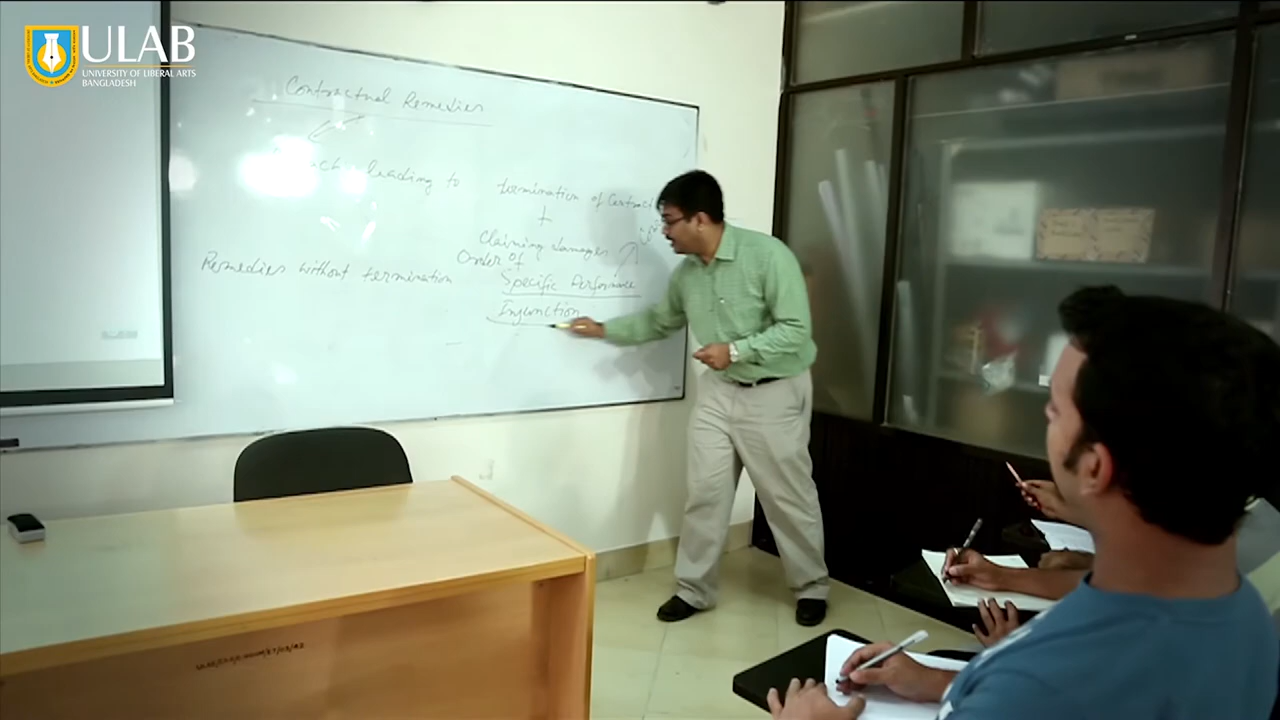 ULAB
UNIVERSITY OF LIBERAL ARTS
BANGLADESH
Contractual Remedies
leading to
termination of Contract
+
Claiming damages
Order of
Specific Performance
Injunction
Remedies without termination